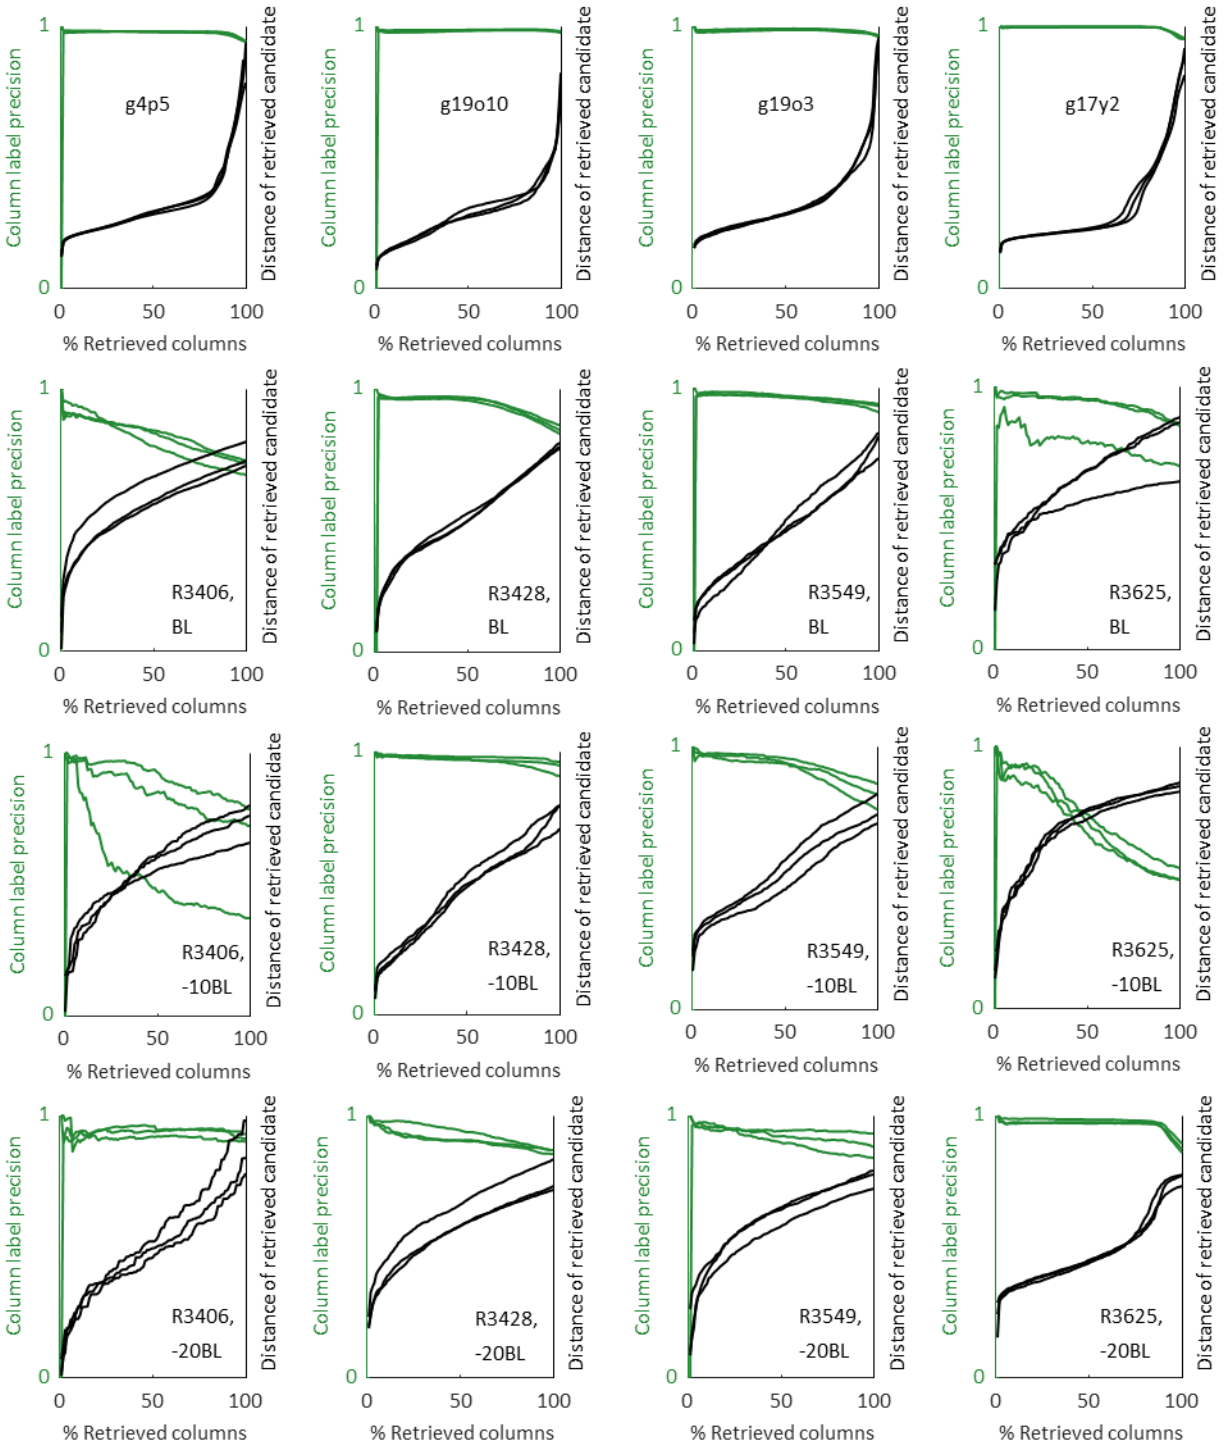 1
Column label precision
0
g4p5
Distance of retrieved candidate
0 50 100
% Retrieved columns
1
Column label precision
0
g19o10
Distance of retrieved candidate
0 50 100
% Retrieved columns
1
Column label precision
0
g19o3
Distance of retrieved candidate
0 50 100
% Retrieved columns
1
Column label precision
0
g17y2
Distance of retrieved candidate
0 50 100
% Retrieved columns
1
Column label precision
0
R3406,
BL
Distance of retrieved candidate
0 50 100
% Retrieved columns
1
Column label precision
0
R3428,
BL
Distance of retrieved candidate
0 50 100
% Retrieved columns
1
Column label precision
0
R3549,
BL
Distance of retrieved candidate
0 50 100
% Retrieved columns
1
Column label precision
0
R3625,
BL
Distance of retrieved candidate
0 50 100
% Retrieved columns
1
Column label precision
0
R3406,
-10BL
Distance of retrieved candidate
0 50 100
% Retrieved columns
1
Column label precision
0
R3428,
-10BL
Distance of retrieved candidate
0 50 100
% Retrieved columns
1
Column label precision
0
R3549,
-10BL
Distance of retrieved candidate
0 50 100
% Retrieved columns
1
Column label precision
0
R3625,
-10BL
Distance of retrieved candidate
0 50 100
% Retrieved columns
1
Column label precision
0
R3406,
-20BL
Distance of retrieved candidate
0 50 100
% Retrieved columns
1
Column label precision
0
R3428,
-20BL
Distance of retrieved candidate
0 50 100
% Retrieved columns
1
Column label precision
0
R3549,
-20BL
Distance of retrieved candidate
0 50 100
% Retrieved columns
1
Column label precision
0
R3625,
-20BL
Distance of retrieved candidate
0 50 100
% Retrieved columns